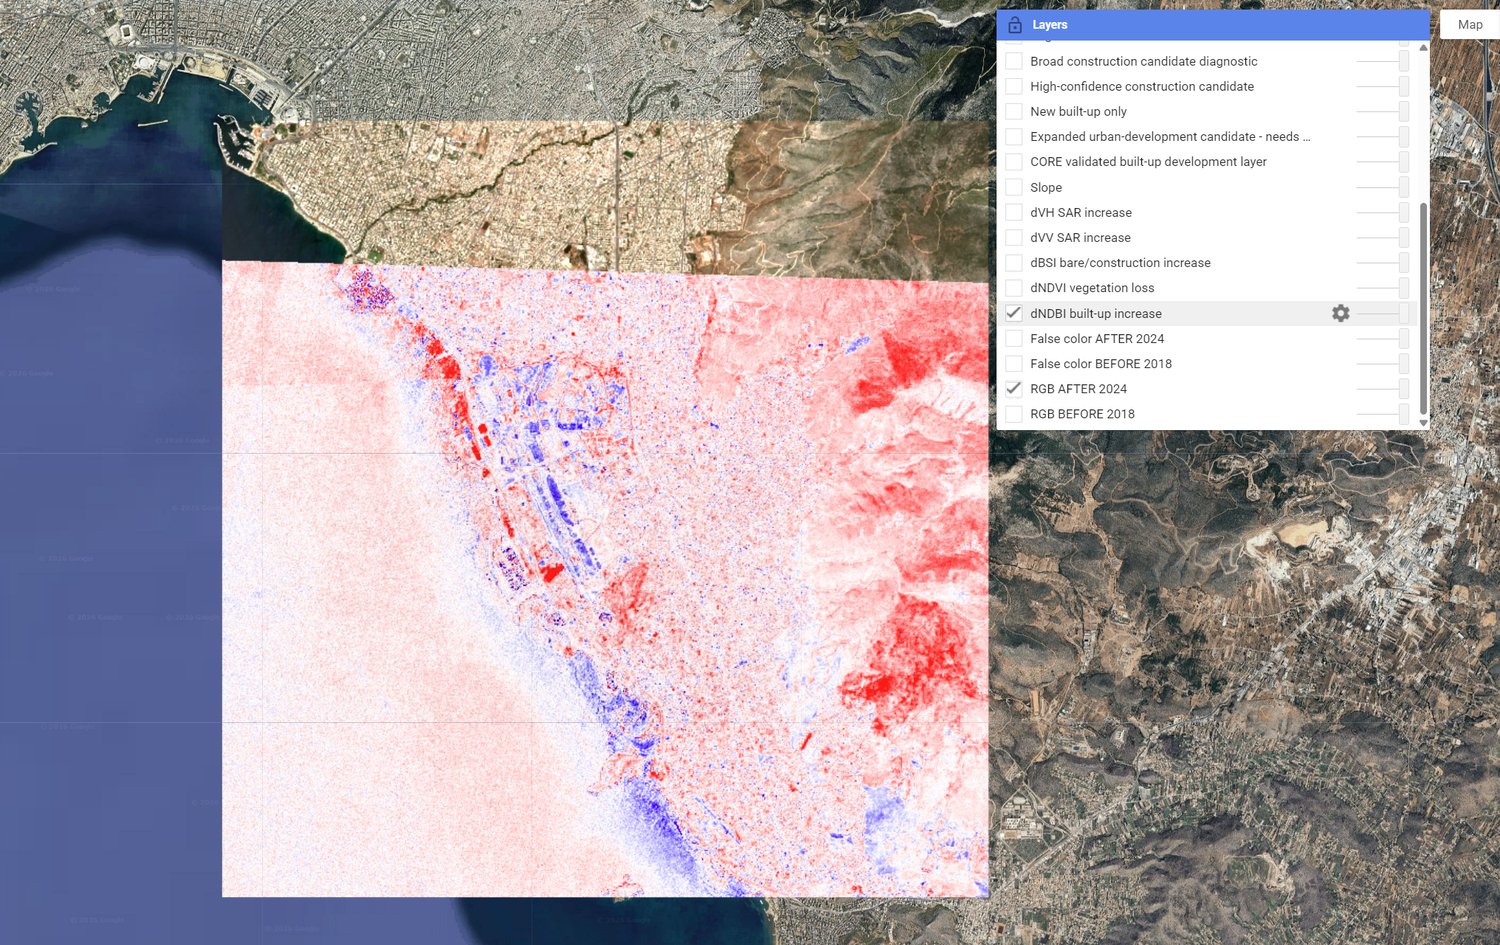 Layers
Map
Broad construction candidate diagnostic
High-confidence construction candidate
New built-up only
Expanded urban-development candidate - needs ...
CORE validated built-up development layer
Slope
dVH SAR increase
dVV SAR increase
dBSI bare/construction increase
dNDVI vegetation loss
dNDBI built-up increase
False color AFTER 2024
False color BEFORE 2018
RGB AFTER 2024
RGB BEFORE 2018